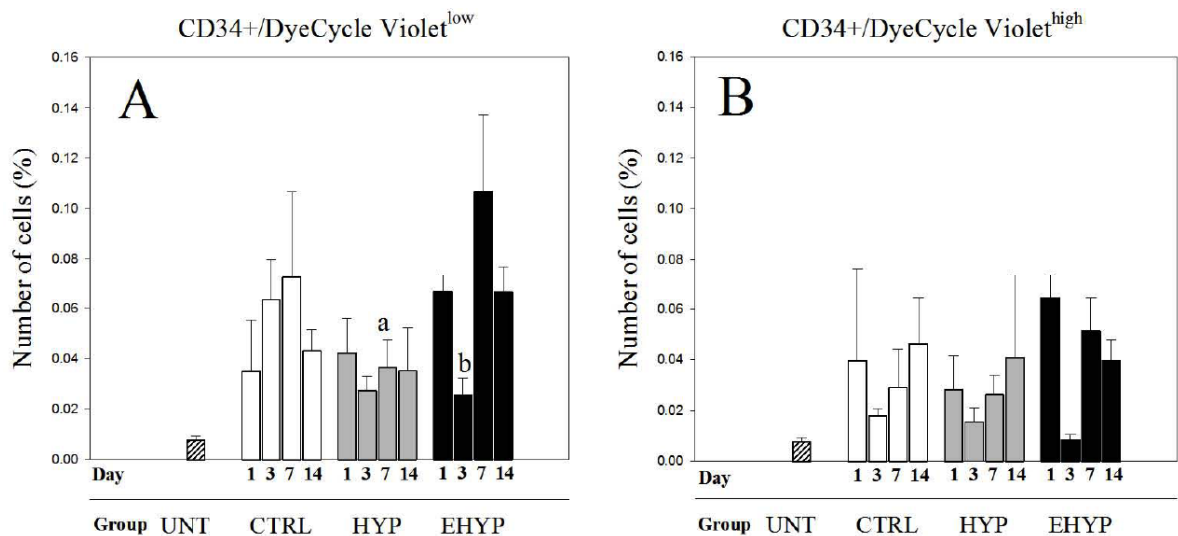 CD34+/DyeCycle Violet^low
A
Number of cells (%)
0.16
0.14
0.12
0.10
0.08
0.06
0.04
0.02
0.00
a
b
Day 1 3 7 14 1 3 7 14 1 3 7 14
Group UNT CTRL HYP EHYP
CD34+/DyeCycle Violet^high
B
Number of cells (%)
0.16
0.14
0.12
0.10
0.08
0.06
0.04
0.02
0.00
Day 1 3 7 14 1 3 7 14 1 3 7 14
Group UNT CTRL HYP EHYP